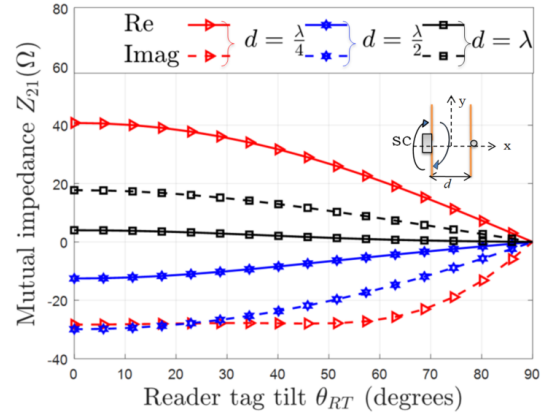 80
60
Re
Imag
d = λ/4
d = λ/2
d = λ
40
20
0
-20
-40
0 10 20 30 40 50 60 70 80 90
Mutual impedance Z₂₁(Ω)
Reader tag tilt θ_RT (degrees)
y
SC
x
d